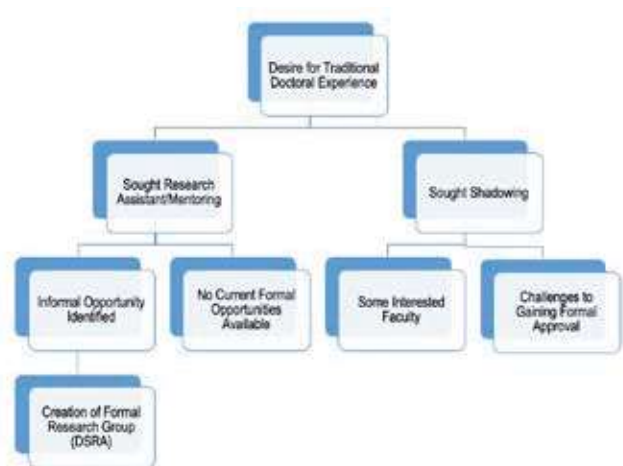 Desire for Traditional
Doctoral Experience
Sought Research
Assistant/Mentoring
Sought Shadowing
Informal Opportunity
Identified
No Current Formal
Opportunities
Available
Some Interested
Faculty
Challenges to
Gaining Formal
Approval
Creation of Formal
Research Group
(DSRA)